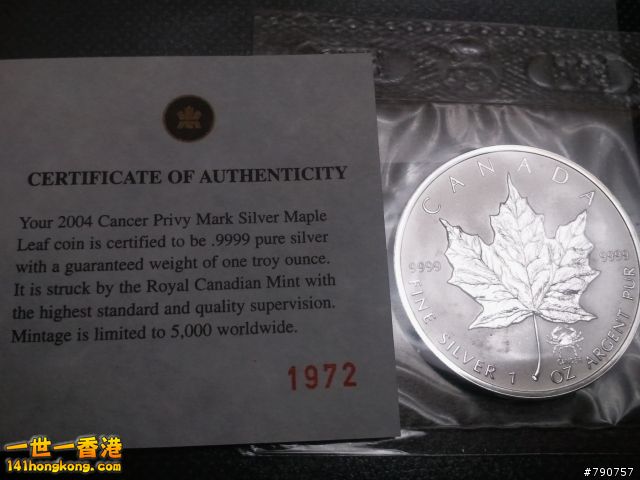 CERTIFICATE OF AUTHENTICITY
Your 2004 Cancer Privy Mark Silver Maple
Leaf coin is certified to be .9999 pure silver
with a guaranteed weight of one troy ounce.
It is struck by the Royal Canadian Mint with
the highest standard and quality supervision.
Mintage is limited to 5,000 worldwide.
1972
CANADA
9999 9999
FINE SILVER 1 OZ ARGENT PUR
一世一香港
141hongkong.com
#790757